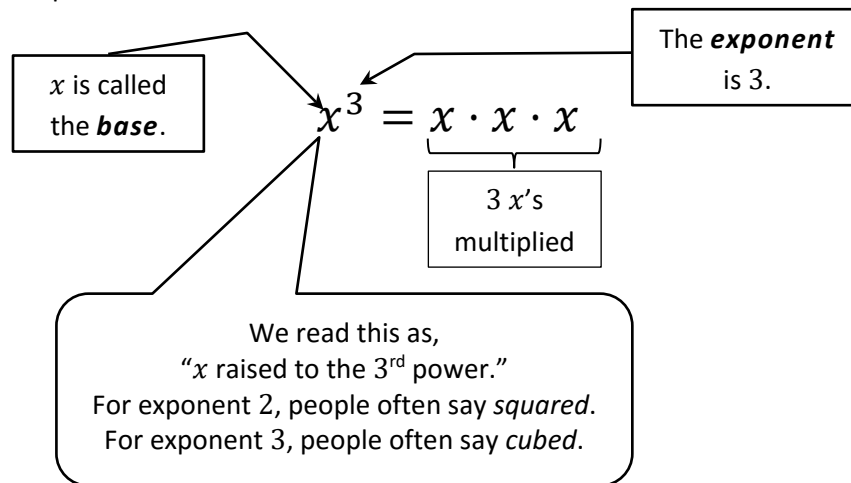 x is called
the base.
The exponent
is 3.
x³ = x · x · x
3 x’s
multiplied
We read this as,
“x raised to the 3rd power.”
For exponent 2, people often say squared.
For exponent 3, people often say cubed.